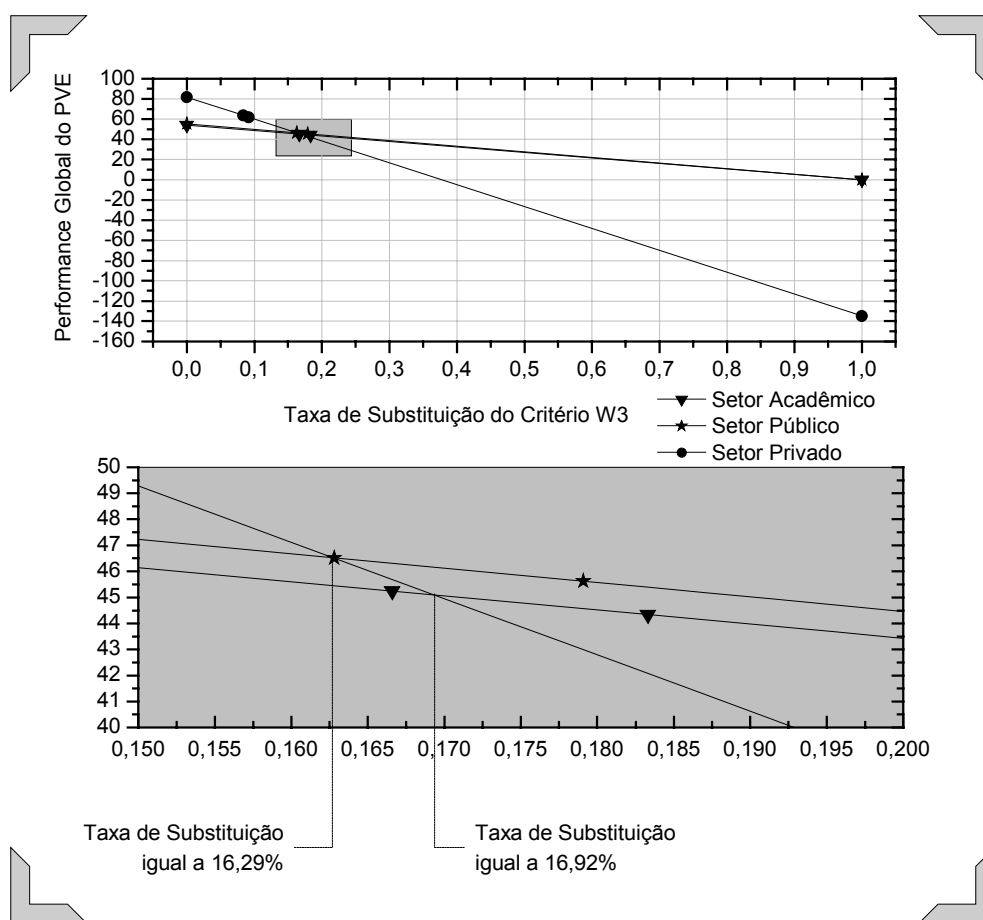 Performance Global do PVE
100
80
60
40
20
0
-20
-40
-60
-80
-100
-120
-140
-160
0,0 0,1 0,2 0,3 0,4 0,5 0,6 0,7 0,8 0,9 1,0
Taxa de Substituição do Critério W3
Setor Acadêmico
Setor Público
Setor Privado
50
49
48
47
46
45
44
43
42
41
40
0,150 0,155 0,160 0,165 0,170 0,175 0,180 0,185 0,190 0,195 0,200
Taxa de Substituição
igual a 16,29%
Taxa de Substituição
igual a 16,92%